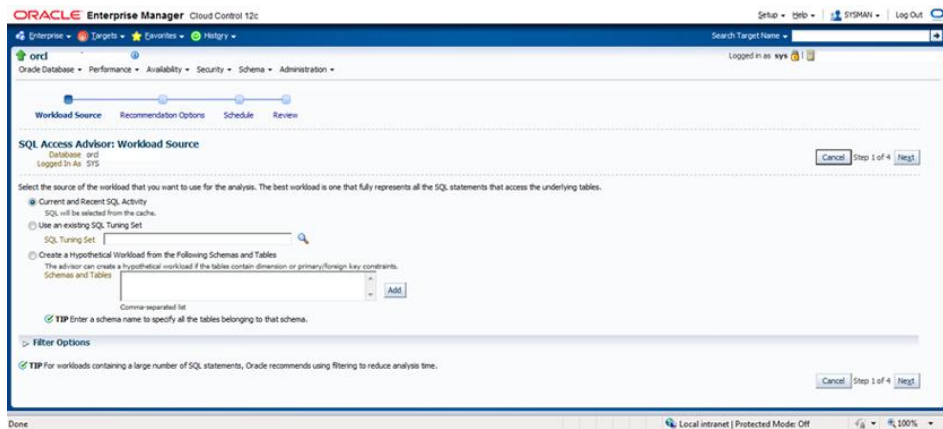 ORACLE Enterprise Manager Cloud Control 12c
Setup Help SYSMAN Log Out
Enterprise Targets Favorites History
Search Target Name
orcl
Logged in as sys
Oracle Database Performance Availability Security Schema Administration
Workload Source Recommendation Options Schedule Review
SQL Access Advisor: Workload Source
Database orcl
Logged In As SYS
Cancel Step 1 of 4 Next
Select the source of the workload that you want to use for the analysis. The best workload is one that fully represents all the SQL statements that access the underlying tables.
Current and Recent SQL Activity
SQL will be selected from the cache.
Use an existing SQL Tuning Set
SQL Tuning Set
Create a Hypothetical Workload from the Following Schemas and Tables
The advisor can create a hypothetical workload if the tables contain dimension or primary/foreign key constraints.
Schemas and Tables
Add
Comma-separated list
TIP Enter a schema name to specify all the tables belonging to that schema.
Filter Options
TIP For workloads containing a large number of SQL statements, Oracle recommends using filtering to reduce analysis time.
Cancel Step 1 of 4 Next
Done
Local intranet | Protected Mode: Off
100%